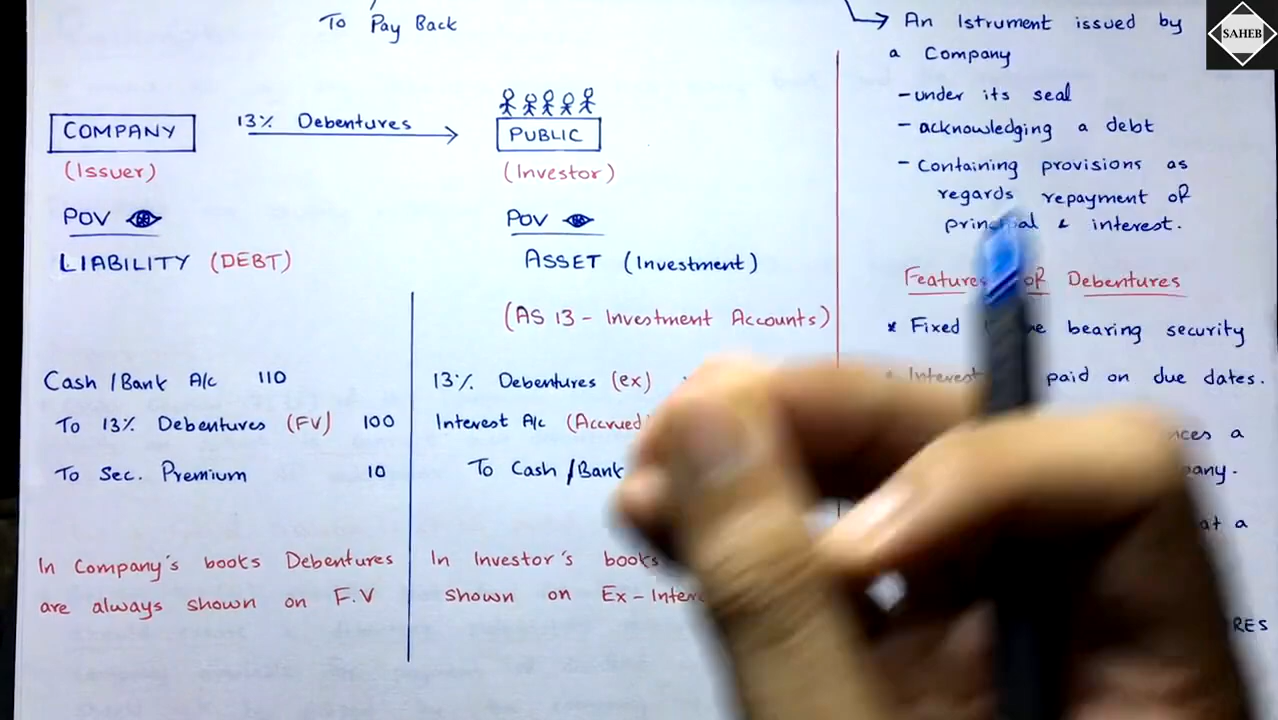 To Pay Back
COMPANY
(Issuer)
13% Debentures
PUBLIC
(Investor)
POV
LIABILITY (DEBT)
POV
ASSET (Investment)
(AS 13 - Investment Accounts)
Cash/Bank A/c 110
To 13% Debentures (FV) 100
To Sec. Premium 10
In Company's books Debentures
are always shown on F.V
13% Debentures (ex)
Interest A/c (Accrued
To Cash/Bank
In Investor's books
shown on Ex-Inter
An Istrument issued by
a Company
- under its seal
- acknowledging a debt
- Containing provisions as
regards repayment of
principal & interest.
Features of Debentures
* Fixed bearing security
Interest paid on due dates.
a
at a
RES
SAHEB